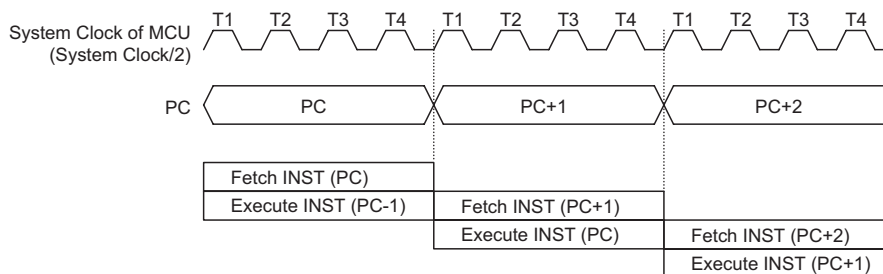 T1 T2 T3 T4 T1 T2 T3 T4 T1 T2 T3 T4
System Clock of MCU
(System Clock/2)
PC PC PC+1 PC+2
Fetch INST (PC)
Execute INST (PC-1) Fetch INST (PC+1)
Execute INST (PC) Fetch INST (PC+2)
Execute INST (PC+1)